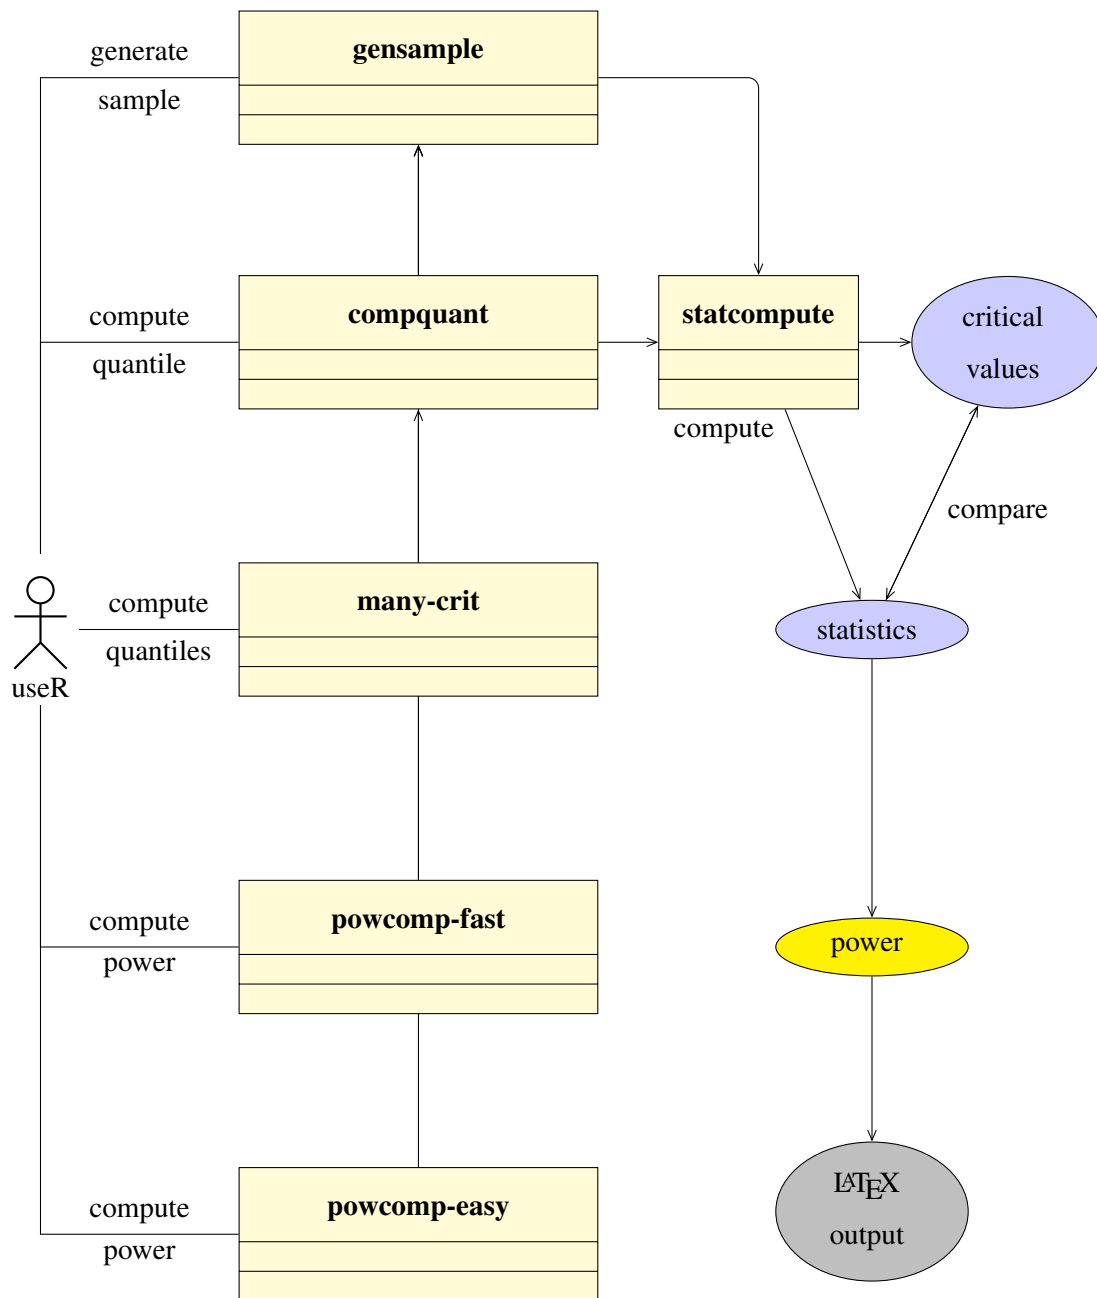 generate
sample
gensample
compute
quantile
compquant
statcompute
critical
values
compute
compare
useR
compute
quantiles
many-crit
statistics
compute
power
powcomp-fast
power
compute
power
powcomp-easy
LATEX
output